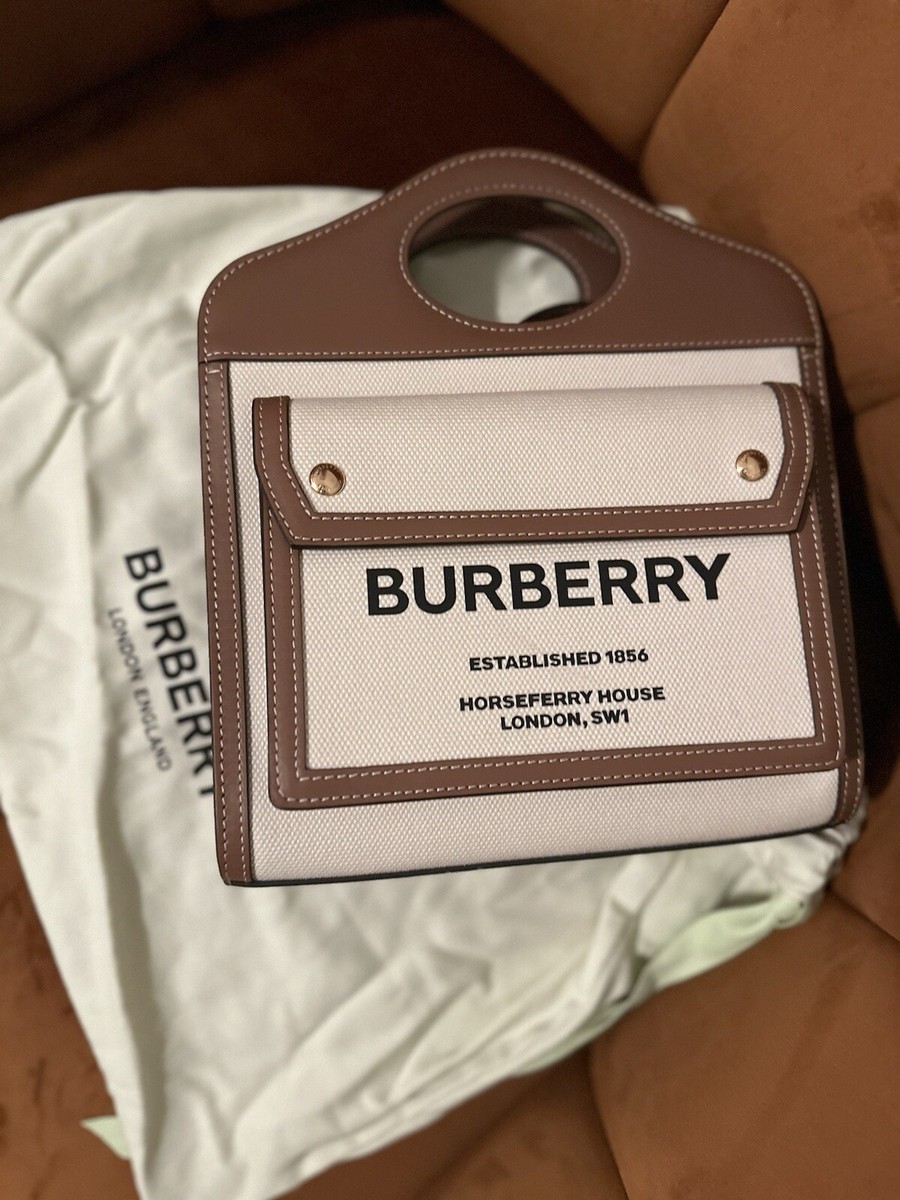 BURBERRY
ESTABLISHED 1856
HORSEFERRY HOUSE
LONDON, SW1
BURBERRY
LONDON ENGLAND